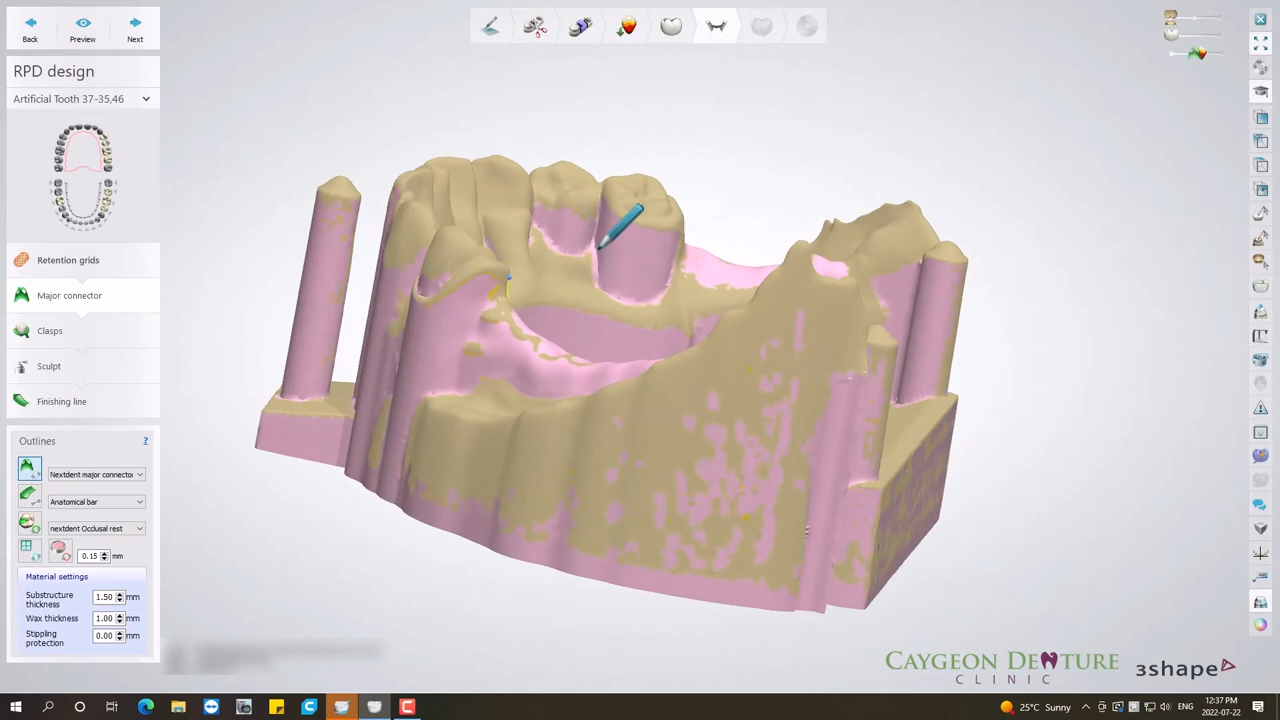 Back
Preview
Next
RPD design
Artificial Tooth 37-35,46
Retention grids
Major connector
Clasps
Sculpt
Finishing line
Outlines
?
Nextdent major connector
Anatomical bar
nextdent Occlusal rest
0.15 mm
Material settings
Substructure thickness 1.50 mm
Wax thickness 1.00 mm
Stippling protection 0.00 mm
CAYGEON DENTURE
CLINIC
3shape
25°C Sunny
ENG
12:37 PM
2022-07-22